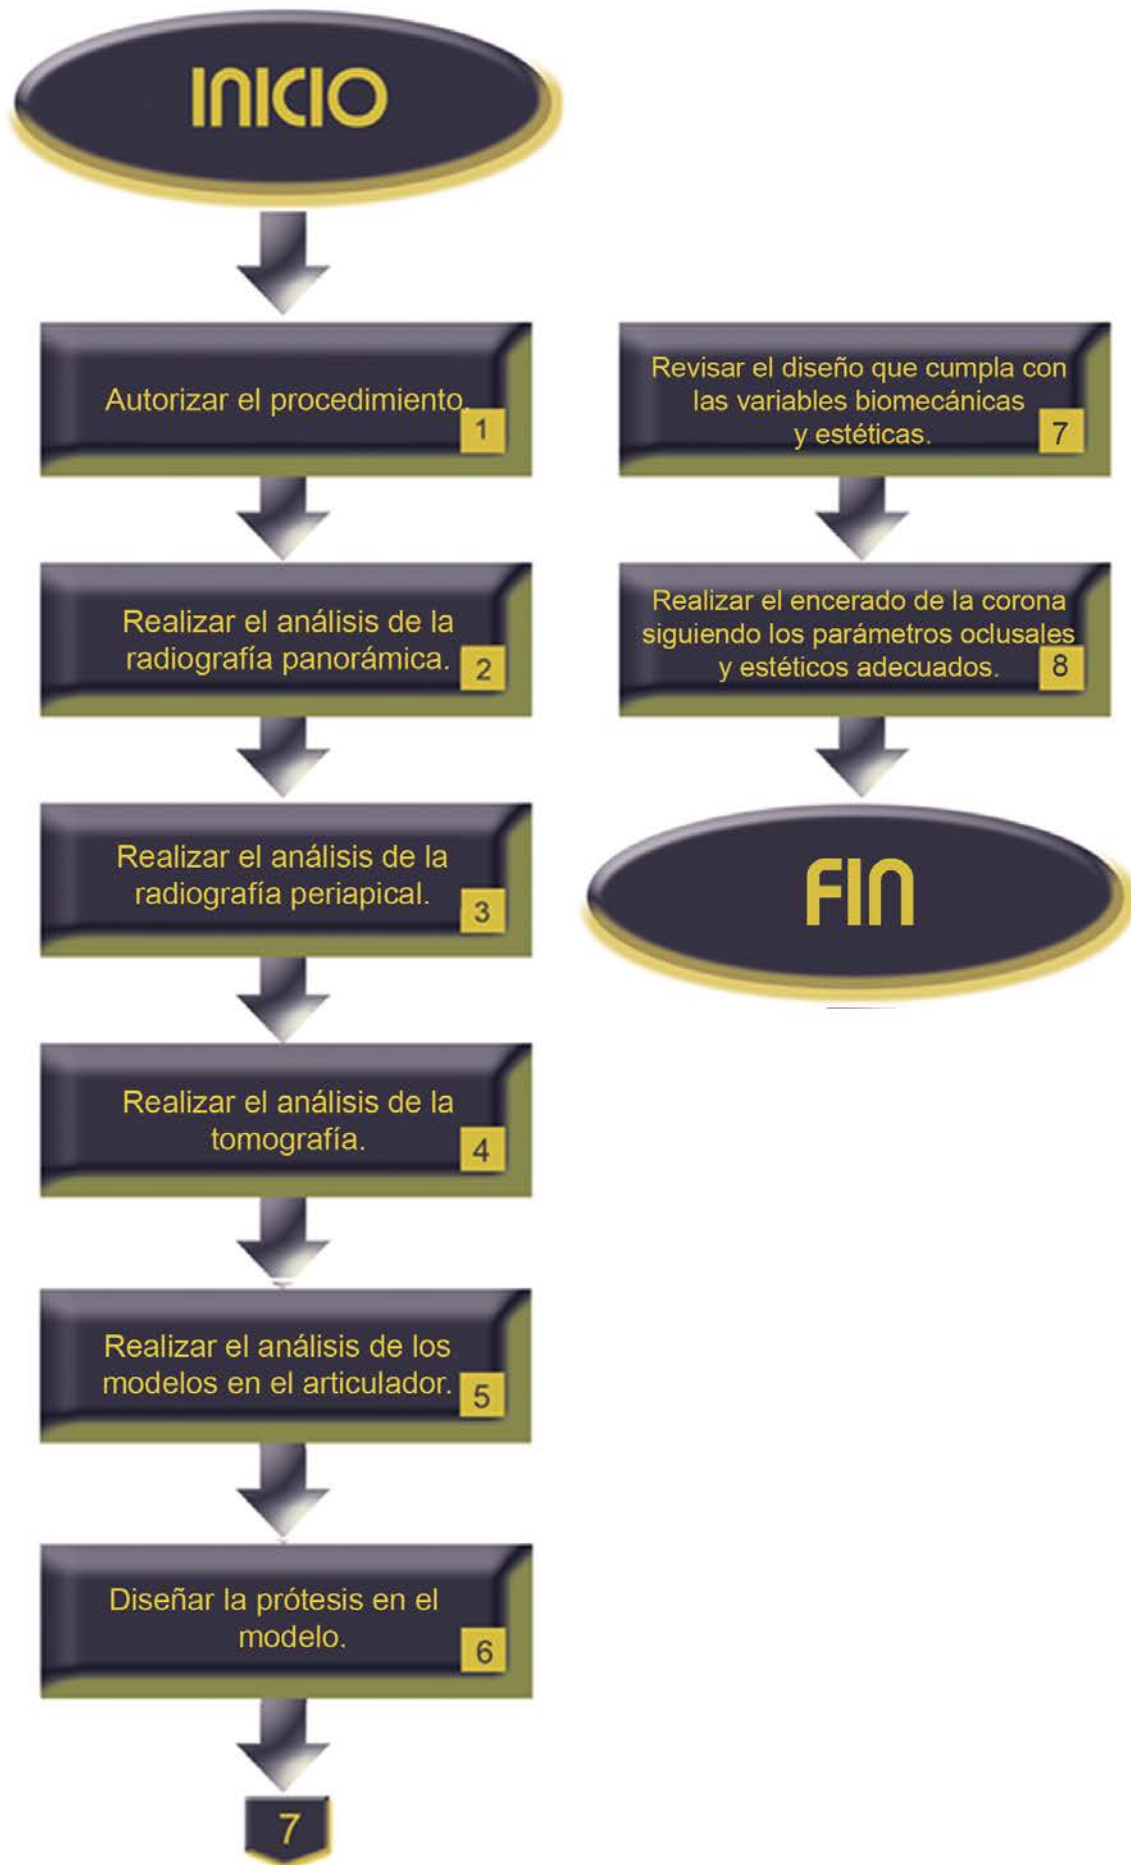 INICIO
Autorizar el procedimiento.
1
Realizar el análisis de la
radiografía panorámica.
2
Realizar el análisis de la
radiografía periapical.
3
Realizar el análisis de la
tomografía.
4
Realizar el análisis de los
modelos en el articulador.
5
Diseñar la prótesis en el
modelo.
6
7
Revisar el diseño que cumpla con
las variables biomecánicas
y estéticas.
7
Realizar el encerado de la corona
siguiendo los parámetros oclusales
y estéticos adecuados.
8
FIN